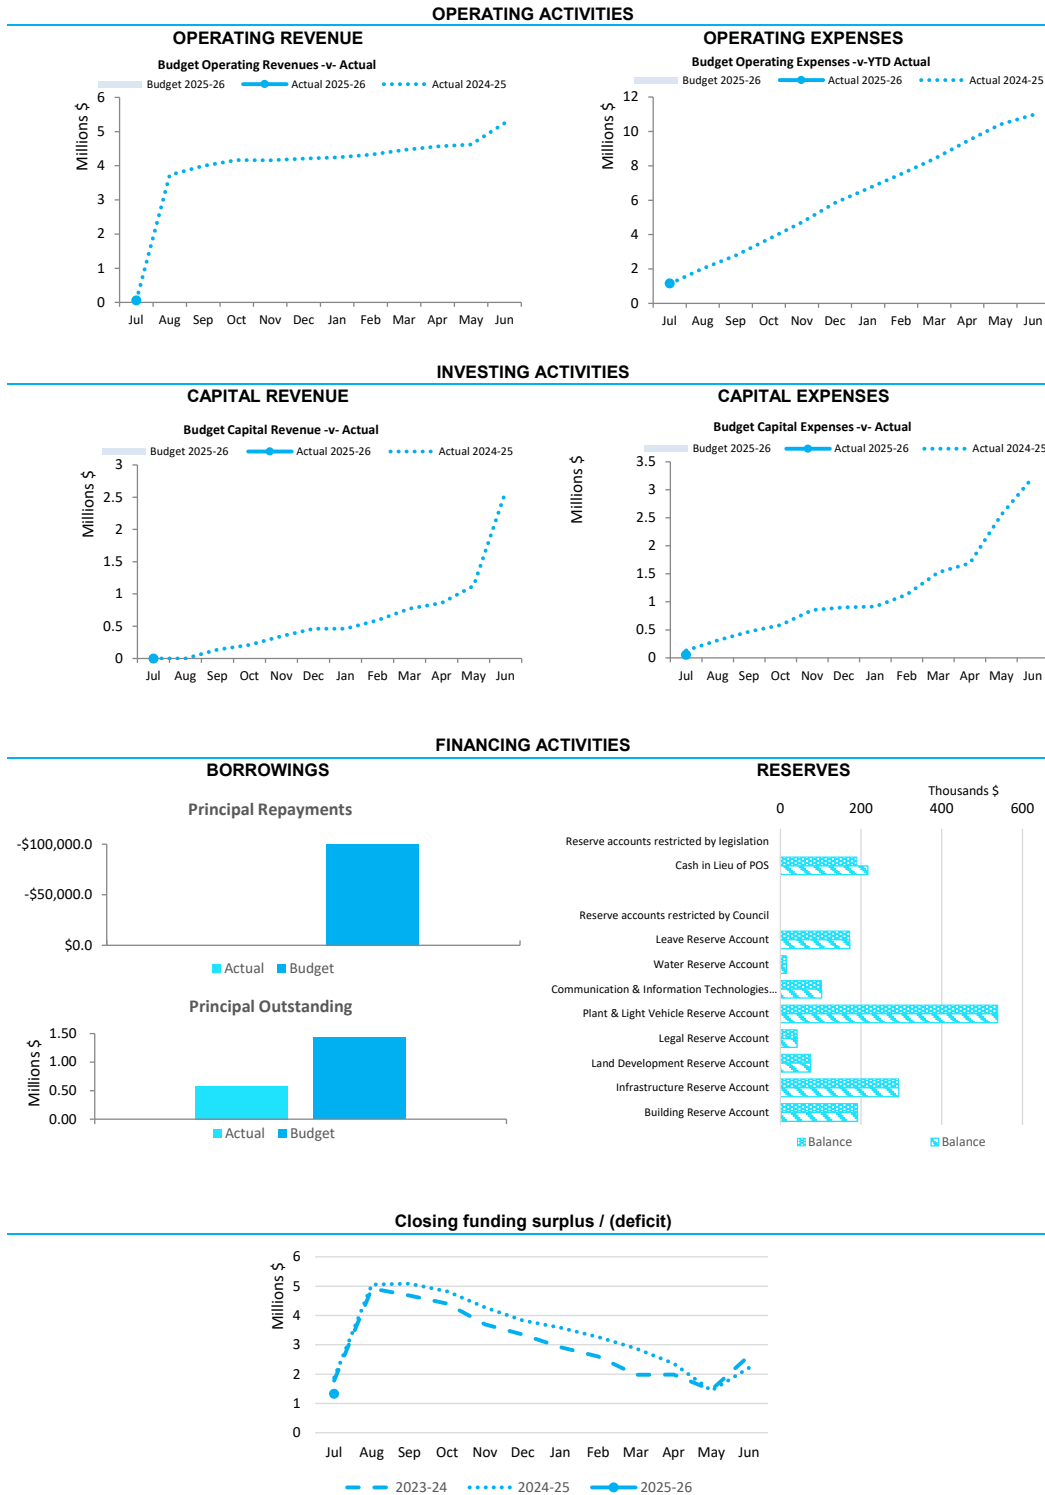 OPERATING ACTIVITIES
OPERATING REVENUE
Budget Operating Revenues -v- Actual
Budget 2025-26 Actual 2025-26 Actual 2024-25
Millions $
6
5
4
3
2
1
0
Jul Aug Sep Oct Nov Dec Jan Feb Mar Apr May Jun
OPERATING EXPENSES
Budget Operating Expenses -v-YTD Actual
Budget 2025-26 Actual 2025-26 Actual 2024-25
Millions $
12
10
8
6
4
2
0
Jul Aug Sep Oct Nov Dec Jan Feb Mar Apr May Jun
INVESTING ACTIVITIES
CAPITAL REVENUE
Budget Capital Revenue -v- Actual
Budget 2025-26 Actual 2025-26 Actual 2024-25
Millions $
3
2.5
2
1.5
1
0.5
0
Jul Aug Sep Oct Nov Dec Jan Feb Mar Apr May Jun
CAPITAL EXPENSES
Budget Capital Expenses -v- Actual
Budget 2025-26 Actual 2025-26 Actual 2024-25
Millions $
3.5
3
2.5
2
1.5
1
0.5
0
Jul Aug Sep Oct Nov Dec Jan Feb Mar Apr May Jun
FINANCING ACTIVITIES
BORROWINGS
Principal Repayments
-$100,000.0
-$50,000.0
$0.0
Actual Budget
Principal Outstanding
Millions $
1.50
1.00
0.50
0.00
Actual Budget
RESERVES
Thousands $
0 200 400 600
Reserve accounts restricted by legislation
Cash in Lieu of POS
Reserve accounts restricted by Council
Leave Reserve Account
Water Reserve Account
Communication & Information Technologies...
Plant & Light Vehicle Reserve Account
Legal Reserve Account
Land Development Reserve Account
Infrastructure Reserve Account
Building Reserve Account
Balance Balance
Closing funding surplus / (deficit)
Millions $
6
5
4
3
2
1
0
Jul Aug Sep Oct Nov Dec Jan Feb Mar Apr May Jun
2023-24 2024-25 2025-26